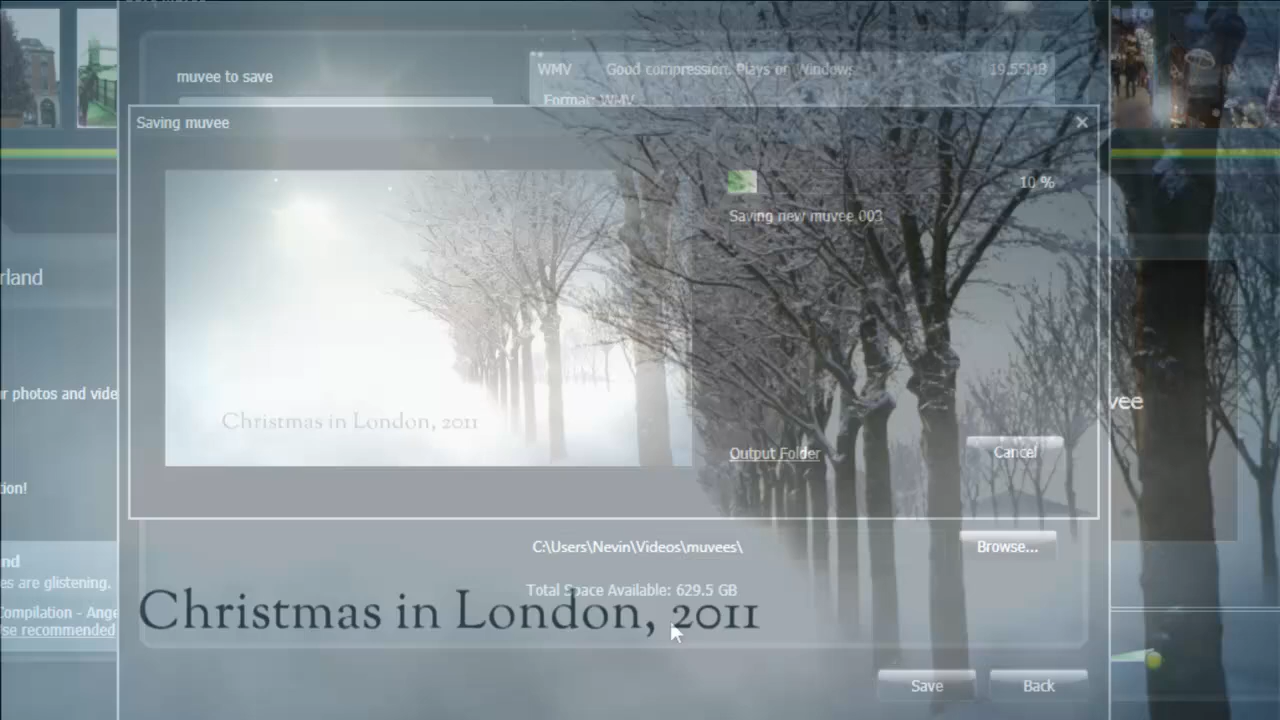 muvee to save
WMV Good compression. Plays on Windows 19.55MB
Format: WMV
Saving muvee
10 %
Saving new muvee 003
rland
r photos and vide
vee
Christmas in London, 2011
Output Folder
Cancel
tion!
C:\Users\Nevin\Videos\muvees\
Browse...
nd
es are glistening.
Total Space Available: 629.5 GB
Compilation - Ange
ise recommended
Christmas in London, 2011
Save
Back